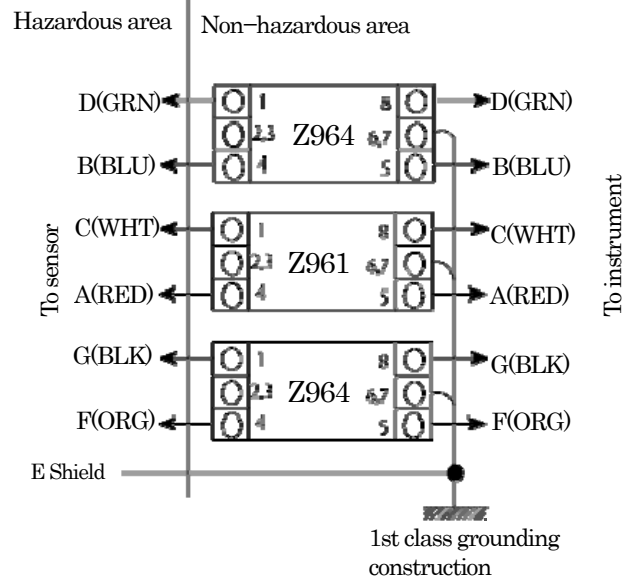 Hazardous area
Non-hazardous area
D(GRN) 1 8 D(GRN)
2,3 Z964 6,7
B(BLU) 4 5 B(BLU)
To sensor
To instrument
C(WHT) 1 8 C(WHT)
2,3 Z961 6,7
A(RED) 4 5 A(RED)
G(BLK) 1 8 G(BLK)
2,3 Z964 6,7
F(ORG) 4 5 F(ORG)
E Shield
1st class grounding
construction